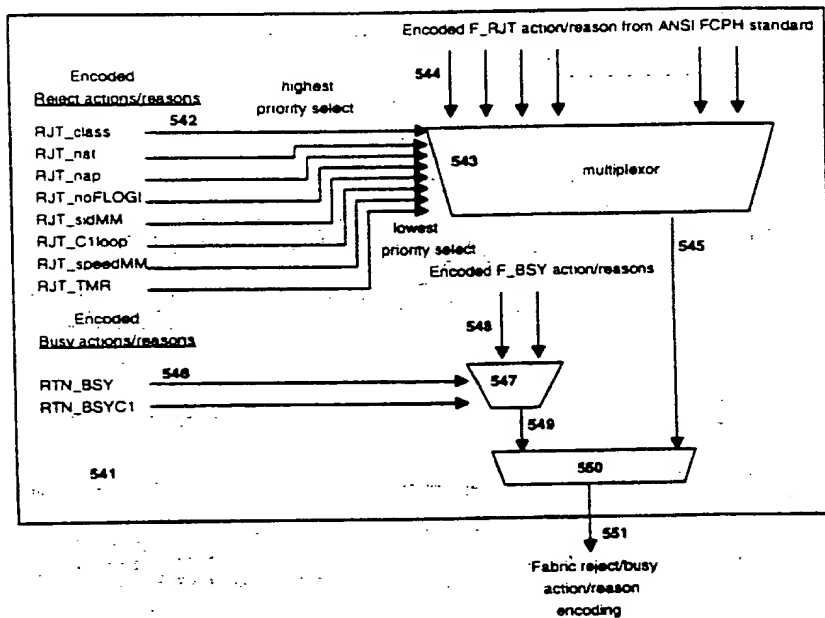 Encoded F_RJT action/reason from ANSI FCPH standard
544
Encoded
Reject actions/reasons
highest
priority select
542
RJT_class
RJT_nat
RJT_nap
RJT_noFLOGI
RJT_sidMM
RJT_C1loop
RJT_speedMM
RJT_TMR
543
multiplexor
lowest
priority select
545
Encoded F_BSY action/reasons
548
Encoded
Busy actions/reasons
546
RTN_BSY
RTN_BSYC1
547
549
541
550
551
Fabric reject/busy
action/reason
encoding